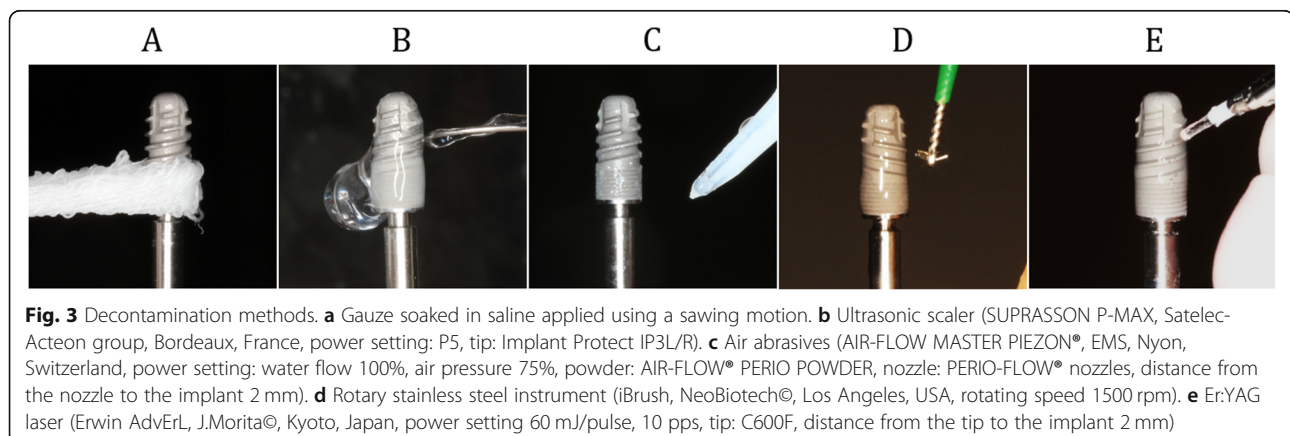 A B C D E
Fig. 3 Decontamination methods. a Gauze soaked in saline applied using a sawing motion. b Ultrasonic scaler (SUPRASSON P-MAX, Satelec-
Acteon group, Bordeaux, France, power setting: P5, tip: Implant Protect IP3L/R). c Air abrasives (AIR-FLOW MASTER PIEZON®, EMS, Nyon,
Switzerland, power setting: water flow 100%, air pressure 75%, powder: AIR-FLOW® PERIO POWDER, nozzle: PERIO-FLOW® nozzles, distance from
the nozzle to the implant 2 mm). d Rotary stainless steel instrument (iBrush, NeoBiotech©, Los Angeles, USA, rotating speed 1500 rpm). e Er:YAG
laser (Erwin AdvErL, J.Morita©, Kyoto, Japan, power setting 60 mJ/pulse, 10 pps, tip: C600F, distance from the tip to the implant 2 mm)